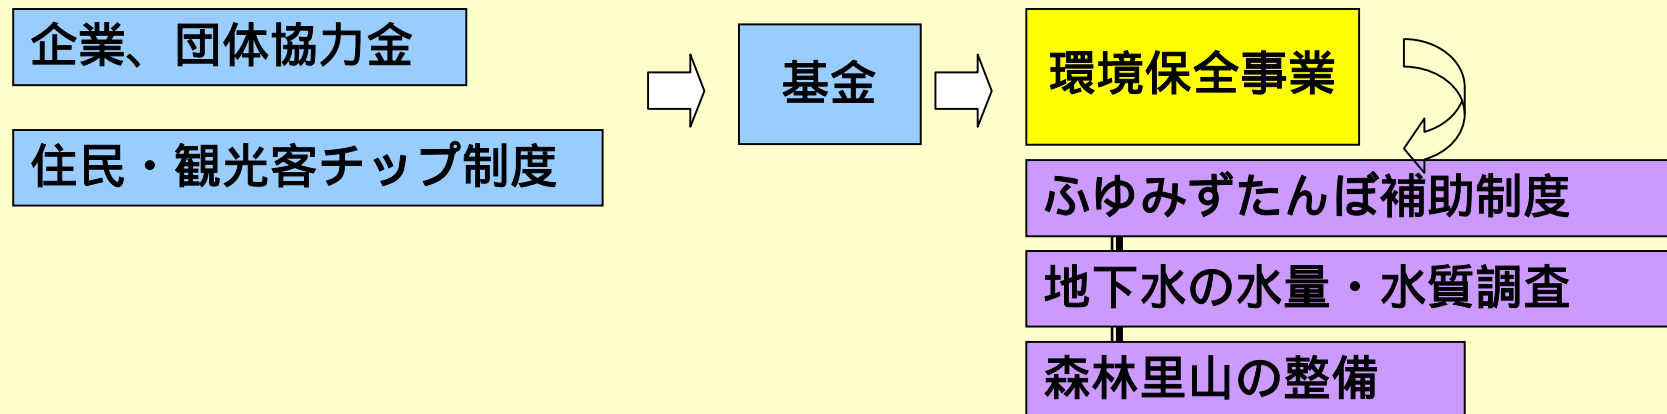 企業、団体協力金
住民・観光客チップ制度
基金
環境保全事業
ふゆみずたんぼ補助制度
地下水の水量・水質調査
森林里山の整備